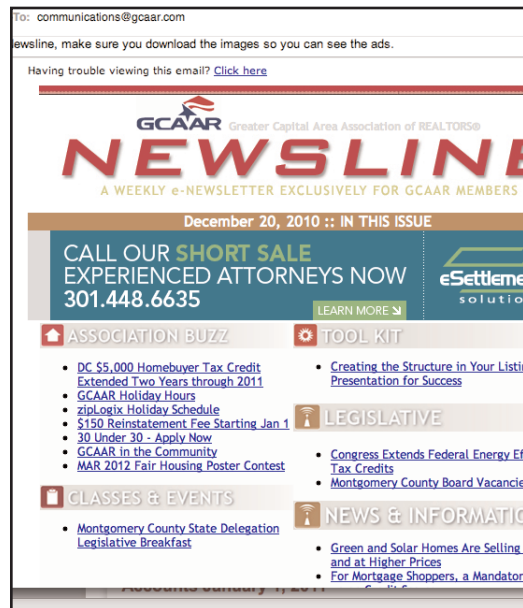 To: communications@gcaar.com
ewsline, make sure you download the images so you can see the ads.
Having trouble viewing this email? Click here
GCAAR Greater Capital Area Association of REALTORS®
NEWSLINE
A WEEKLY e-NEWSLETTER EXCLUSIVELY FOR GCAAR MEMBERS
December 20, 2010 :: IN THIS ISSUE
CALL OUR SHORT SALE
EXPERIENCED ATTORNEYS NOW
301.448.6635
LEARN MORE
eSettleme
solutio
ASSOCIATION BUZZ
DC $5,000 Homebuyer Tax Credit
Extended Two Years through 2011
GCAAR Holiday Hours
zipLogix Holiday Schedule
$150 Reinstatement Fee Starting Jan 1
30 Under 30 - Apply Now
GCAAR in the Community
MAR 2012 Fair Housing Poster Contest
CLASSES & EVENTS
Montgomery County State Delegation
Legislative Breakfast
TOOL KIT
Creating the Structure in Your Listin
Presentation for Success
LEGISLATIVE
Congress Extends Federal Energy Ef
Tax Credits
Montgomery County Board Vacancie
NEWS & INFORMATIO
Green and Solar Homes Are Selling
and at Higher Prices
For Mortgage Shoppers, a Mandator
Accounts January 1, 2011